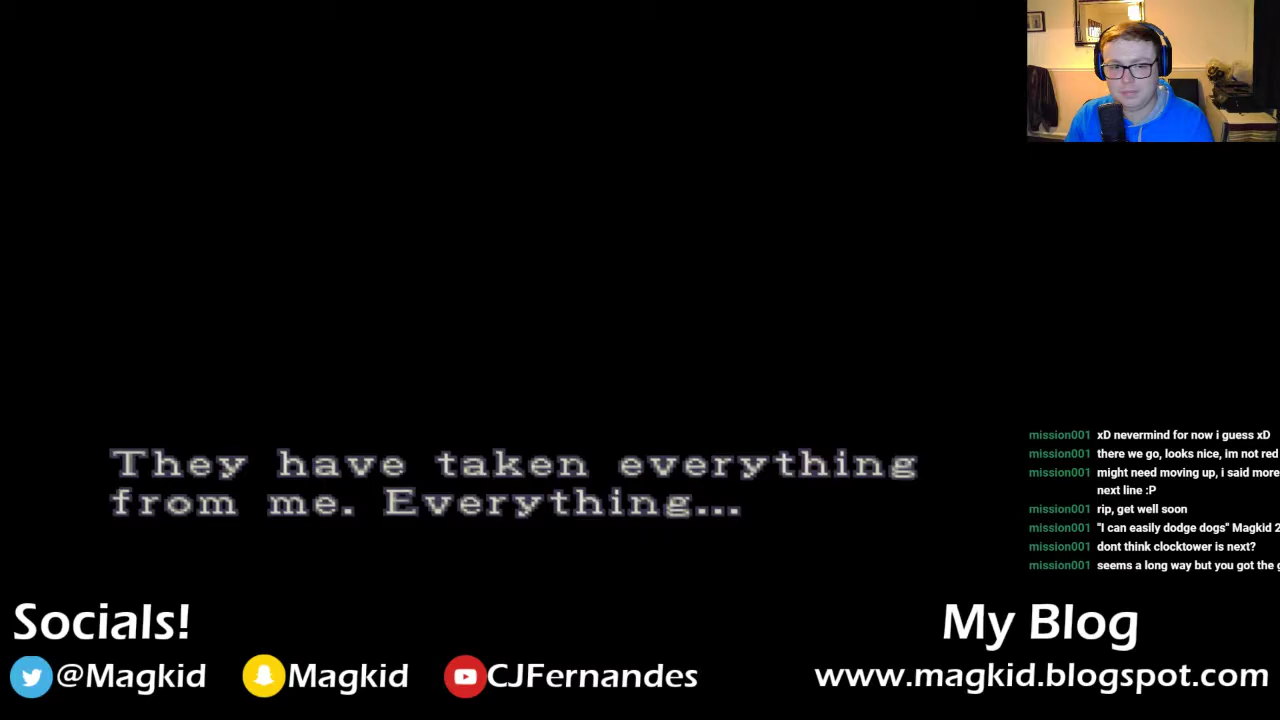 They have taken everything
from me. Everything...
mission001 xD nevermind for now i guess xD
mission001 there we go, looks nice, im not red
mission001 might need moving up, i said more
next line :P
mission001 rip, get well soon
mission001 "I can easily dodge dogs" Magkid 2
mission001 dont think clocktower is next?
mission001 seems a long way but you got the
Socials!
My Blog
@Magkid Magkid CJFernandes
www.magkid.blogspot.com